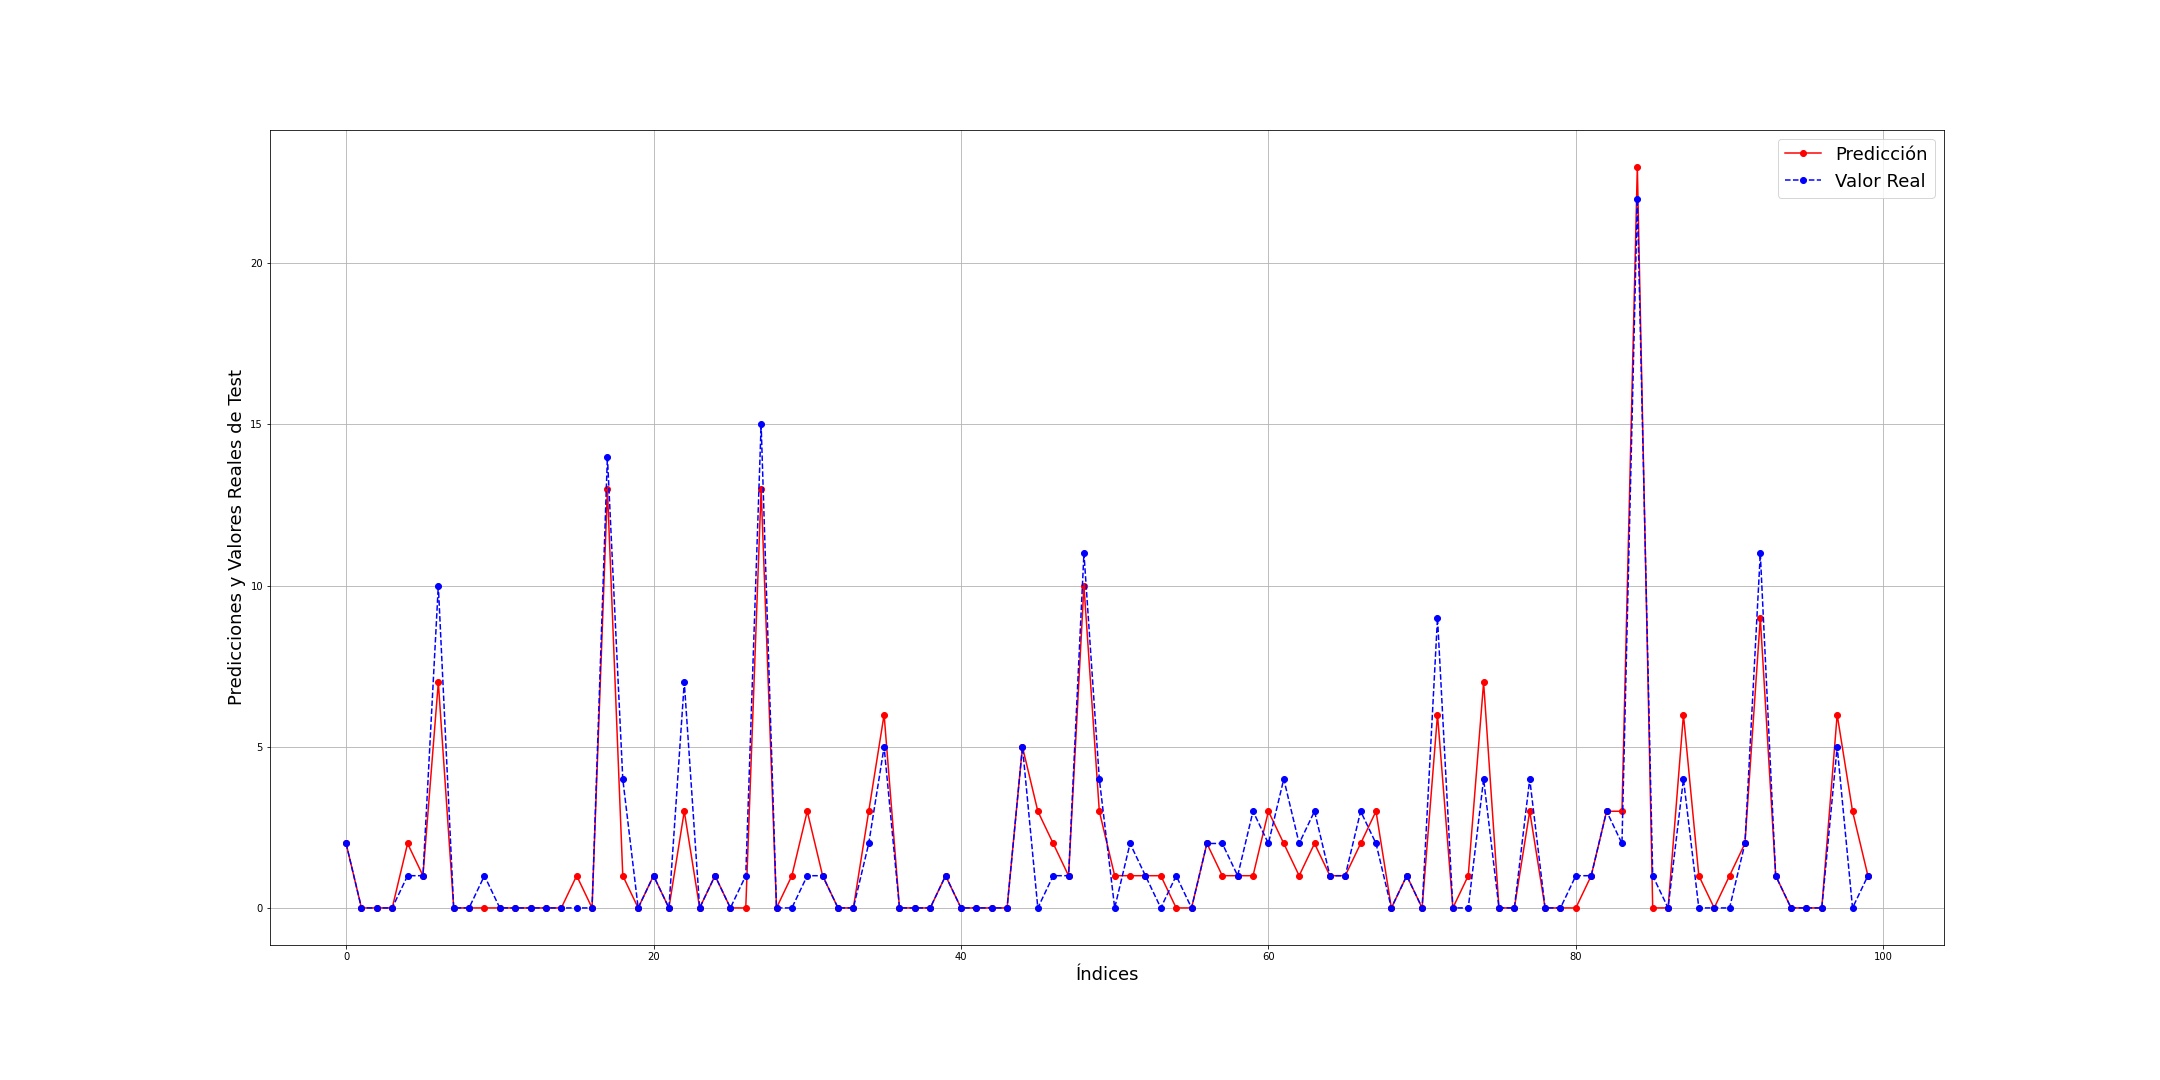 Predicción
Valor Real
Predicciones y Valores Reales de Test
20
15
10
5
0
0 20 40 60 80 100
Índices